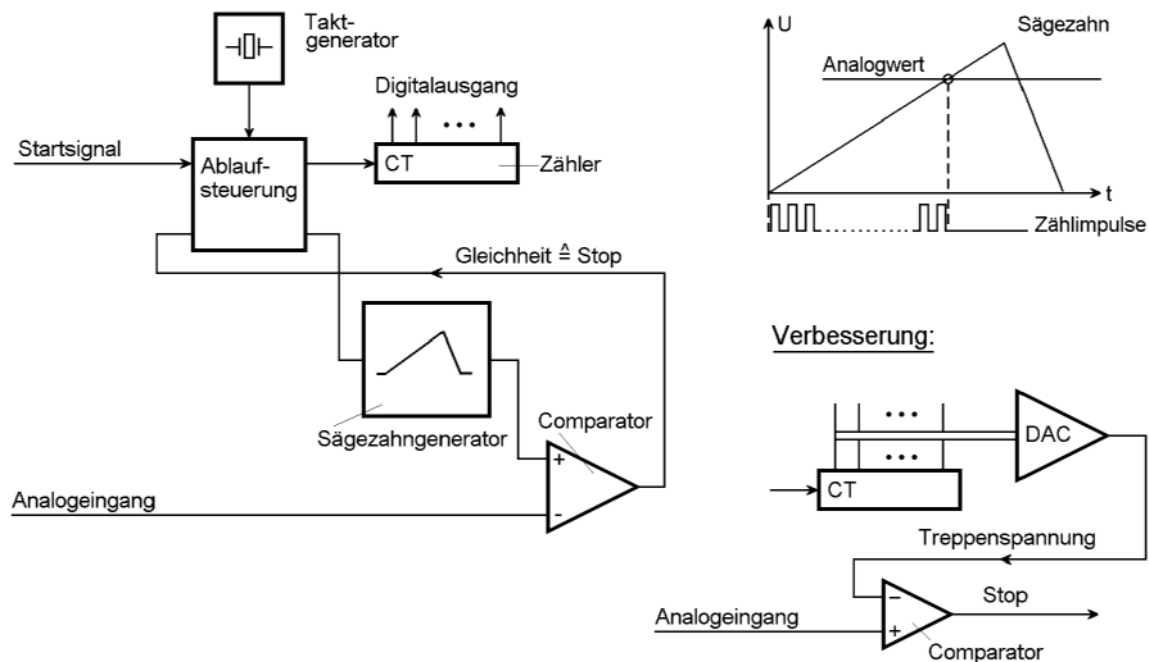 Takt-
generator
Digitalausgang
Startsignal
Ablauf-
steuerung
CT
Zähler
Gleichheit ≙ Stop
Sägezahngenerator
Comparator
+
-
Analogeingang
U
Sägezahn
Analogwert
t
Zählimpulse
Verbesserung:
DAC
CT
Treppenspannung
−
+
Stop
Analogeingang
Comparator